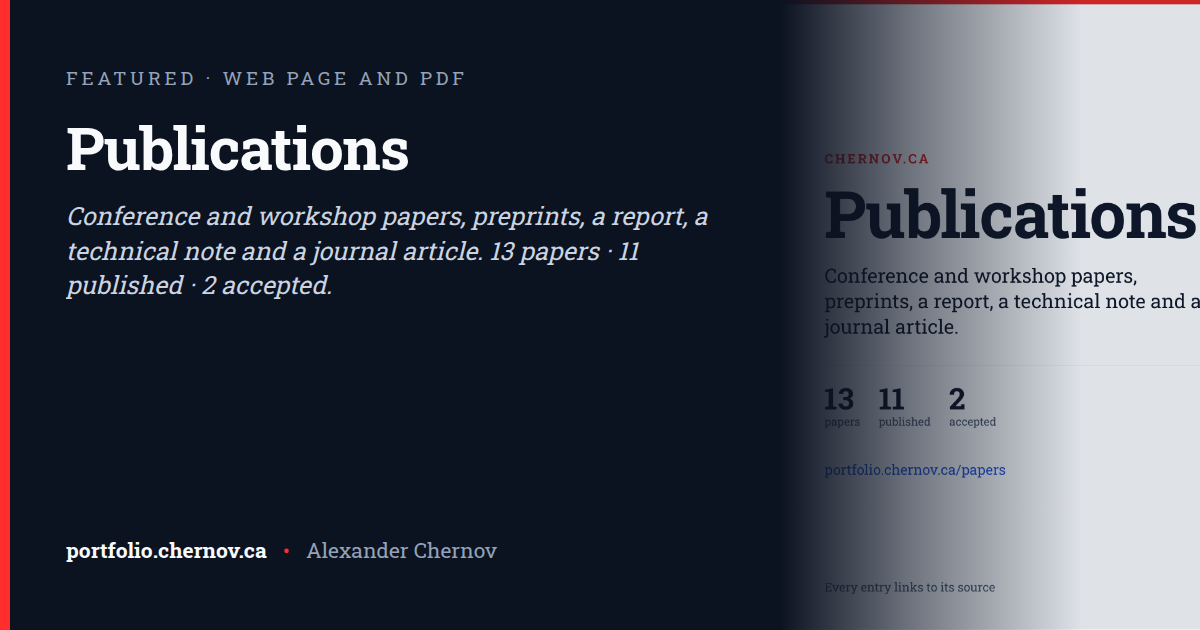 FEATURED · WEB PAGE AND PDF
Publications
Conference and workshop papers, preprints, a report, a
technical note and a journal article. 13 papers · 11
published · 2 accepted.
portfolio.chernov.ca • Alexander Chernov
CHERNOV.CA
Publications
Conference and workshop papers,
preprints, a report, a technical note and a
journal article.
13 11 2
papers published accepted
portfolio.chernov.ca/papers
Every entry links to its source